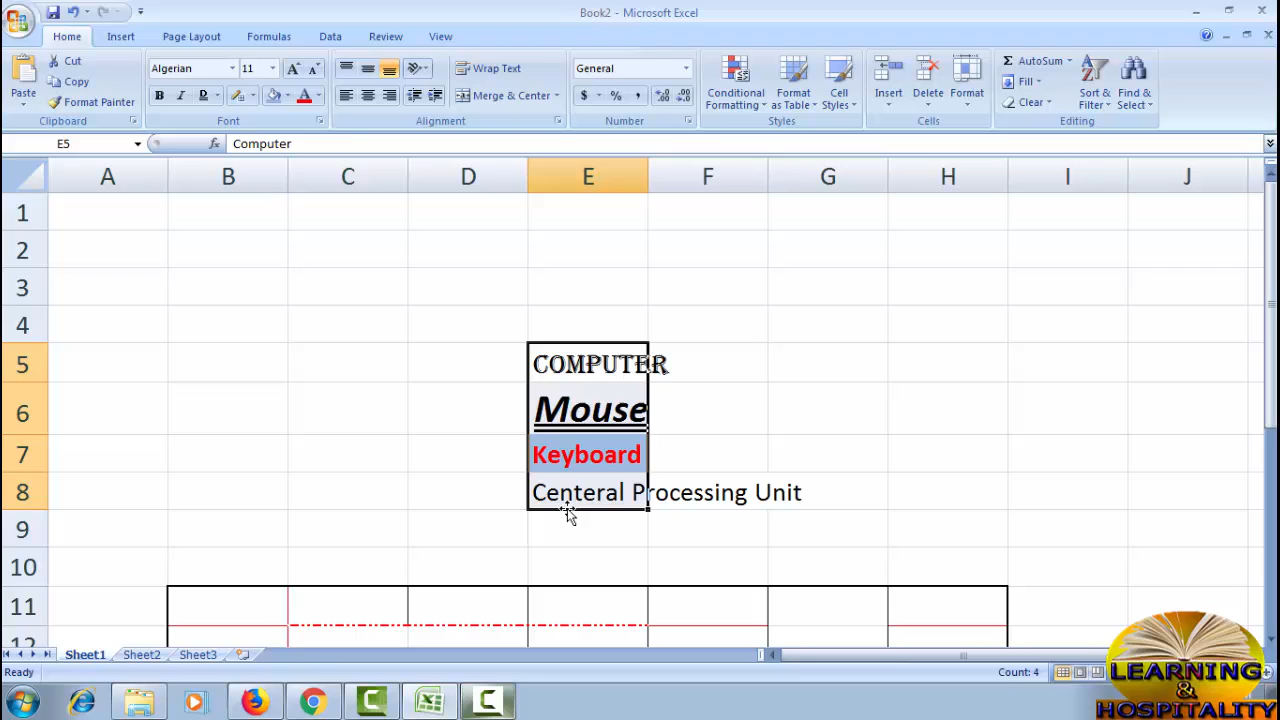 Book2 - Microsoft Excel
Home Insert Page Layout Formulas Data Review View
Cut
Copy
Format Painter
Paste
Clipboard
Algerian 11
B I D
Font
Wrap Text
Merge & Center
Alignment
General
$ % ,
Number
Conditional Formatting
Format as Table
Cell Styles
Styles
Insert Delete Format
Cells
AutoSum
Fill
Clear
Sort & Filter
Find & Select
Editing
E5 fx Computer
A B C D E F G H I J
1
2
3
4
5 COMPUTER
6 Mouse
7 Keyboard
8 Centeral Processing Unit
9
10
11
12
Sheet1 Sheet2 Sheet3
Ready Count: 4
LEARNING
&
HOSPITALITY